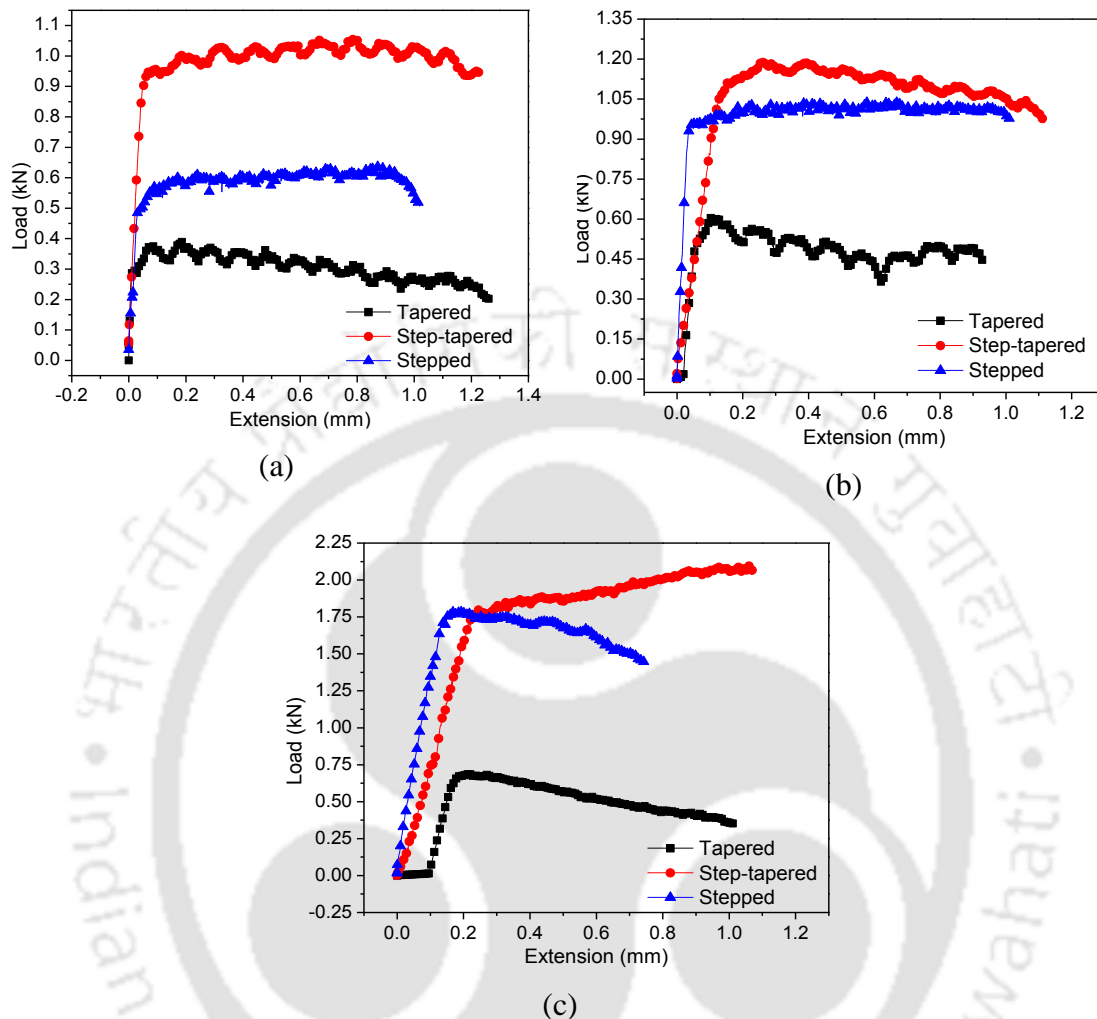 1.1
1.0
0.9
0.8
0.7
0.6
0.5
0.4
0.3
0.2
0.1
0.0
Load (kN)
Tapered
Step-tapered
Stepped
-0.2 0.0 0.2 0.4 0.6 0.8 1.0 1.2 1.4
Extension (mm)
(a)
1.35
1.20
1.05
0.90
0.75
0.60
0.45
0.30
0.15
0.00
Load (kN)
Tapered
Step-tapered
Stepped
0.0 0.2 0.4 0.6 0.8 1.0 1.2
Extension (mm)
(b)
2.25
2.00
1.75
1.50
1.25
1.00
0.75
0.50
0.25
0.00
-0.25
Load (kN)
Tapered
Step-tapered
Stepped
0.0 0.2 0.4 0.6 0.8 1.0 1.2
Extension (mm)
(c)
Indian
wahati